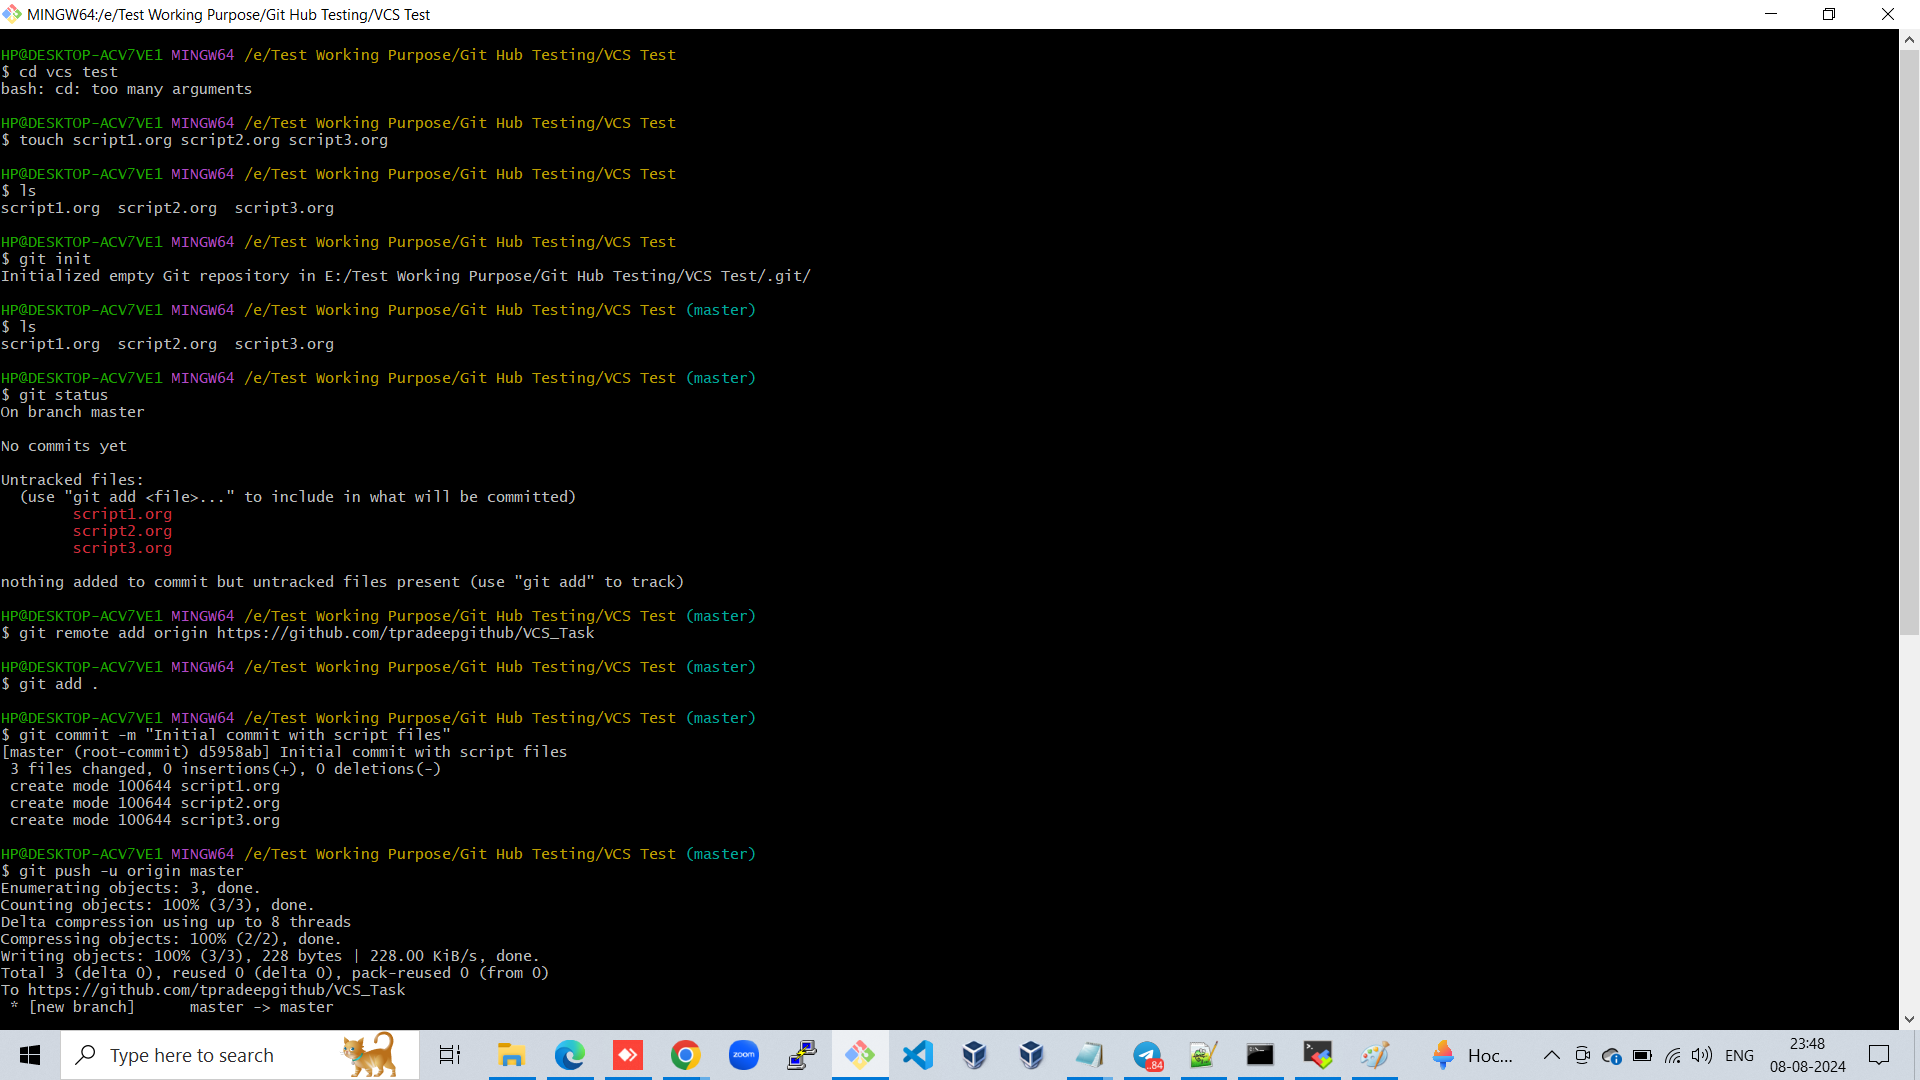 MINGW64:/e/Test Working Purpose/Git Hub Testing/VCS Test
HP@DESKTOP-ACV7VE1 MINGW64 /e/Test Working Purpose/Git Hub Testing/VCS Test
$ cd vcs test
bash: cd: too many arguments
HP@DESKTOP-ACV7VE1 MINGW64 /e/Test Working Purpose/Git Hub Testing/VCS Test
$ touch script1.org script2.org script3.org
HP@DESKTOP-ACV7VE1 MINGW64 /e/Test Working Purpose/Git Hub Testing/VCS Test
$ ls
script1.org  script2.org  script3.org
HP@DESKTOP-ACV7VE1 MINGW64 /e/Test Working Purpose/Git Hub Testing/VCS Test
$ git init
Initialized empty Git repository in E:/Test Working Purpose/Git Hub Testing/VCS Test/.git/
HP@DESKTOP-ACV7VE1 MINGW64 /e/Test Working Purpose/Git Hub Testing/VCS Test (master)
$ ls
script1.org  script2.org  script3.org
HP@DESKTOP-ACV7VE1 MINGW64 /e/Test Working Purpose/Git Hub Testing/VCS Test (master)
$ git status
On branch master
No commits yet
Untracked files:
  (use "git add <file>..." to include in what will be committed)
        script1.org
        script2.org
        script3.org
nothing added to commit but untracked files present (use "git add" to track)
HP@DESKTOP-ACV7VE1 MINGW64 /e/Test Working Purpose/Git Hub Testing/VCS Test (master)
$ git remote add origin https://github.com/tpradeepgithub/VCS_Task
HP@DESKTOP-ACV7VE1 MINGW64 /e/Test Working Purpose/Git Hub Testing/VCS Test (master)
$ git add .
HP@DESKTOP-ACV7VE1 MINGW64 /e/Test Working Purpose/Git Hub Testing/VCS Test (master)
$ git commit -m "Initial commit with script files"
[master (root-commit) d5958ab] Initial commit with script files
 3 files changed, 0 insertions(+), 0 deletions(-)
 create mode 100644 script1.org
 create mode 100644 script2.org
 create mode 100644 script3.org
HP@DESKTOP-ACV7VE1 MINGW64 /e/Test Working Purpose/Git Hub Testing/VCS Test (master)
$ git push -u origin master
Enumerating objects: 3, done.
Counting objects: 100% (3/3), done.
Delta compression using up to 8 threads
Compressing objects: 100% (2/2), done.
Writing objects: 100% (3/3), 228 bytes | 228.00 KiB/s, done.
Total 3 (delta 0), reused 0 (delta 0), pack-reused 0 (from 0)
To https://github.com/tpradeepgithub/VCS_Task
 * [new branch]      master -> master
Type here to search
zoom
..84
Hoc...
ENG
23:48
08-08-2024